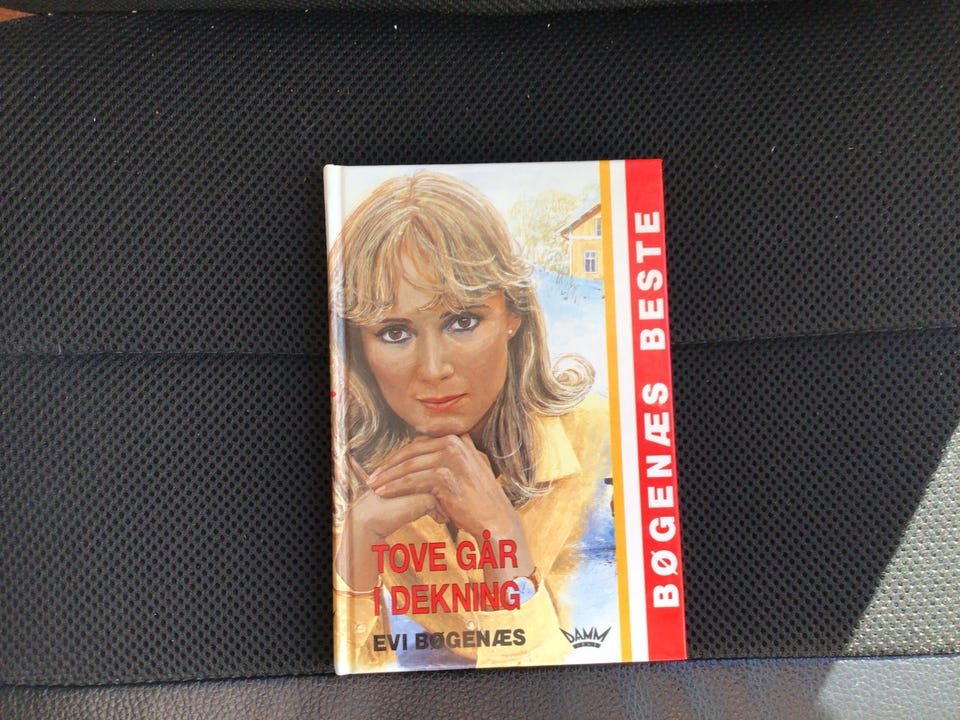 TOVE GÅR
I DEKNING
EVI BØGENÆS
DAMM
BØGENÆS BESTE